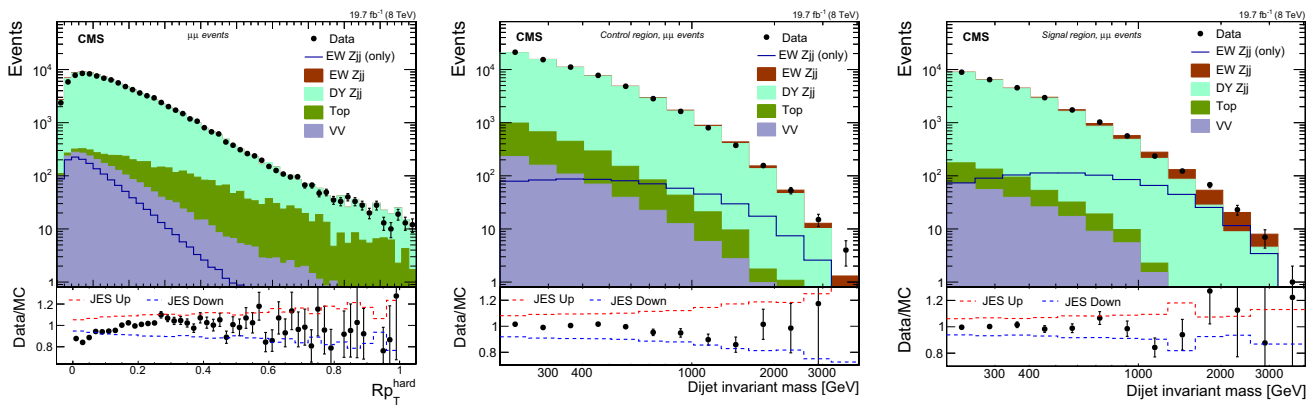 19.7 fb⁻¹ (8 TeV)
Events
CMS
μμ events
Data
EW Zjj (only)
EW Zjj
DY Zjj
Top
VV
10⁴
10³
10²
10
1
Data/MC
JES Up
JES Down
1.2
1
0.8
0 0.2 0.4 0.6 0.8 1
Rp_T^hard
19.7 fb⁻¹ (8 TeV)
Events
CMS
Control region, μμ events
Data
EW Zjj (only)
EW Zjj
DY Zjj
Top
VV
10⁴
10³
10²
10
1
Data/MC
JES Up
JES Down
1.2
1
0.8
300 400 1000 2000 3000
Dijet invariant mass [GeV]
19.7 fb⁻¹ (8 TeV)
Events
CMS
Signal region, μμ events
Data
EW Zjj (only)
EW Zjj
DY Zjj
Top
VV
10⁴
10³
10²
10
1
Data/MC
JES Up
JES Down
1.2
1
0.8
300 400 1000 2000 3000
Dijet invariant mass [GeV]